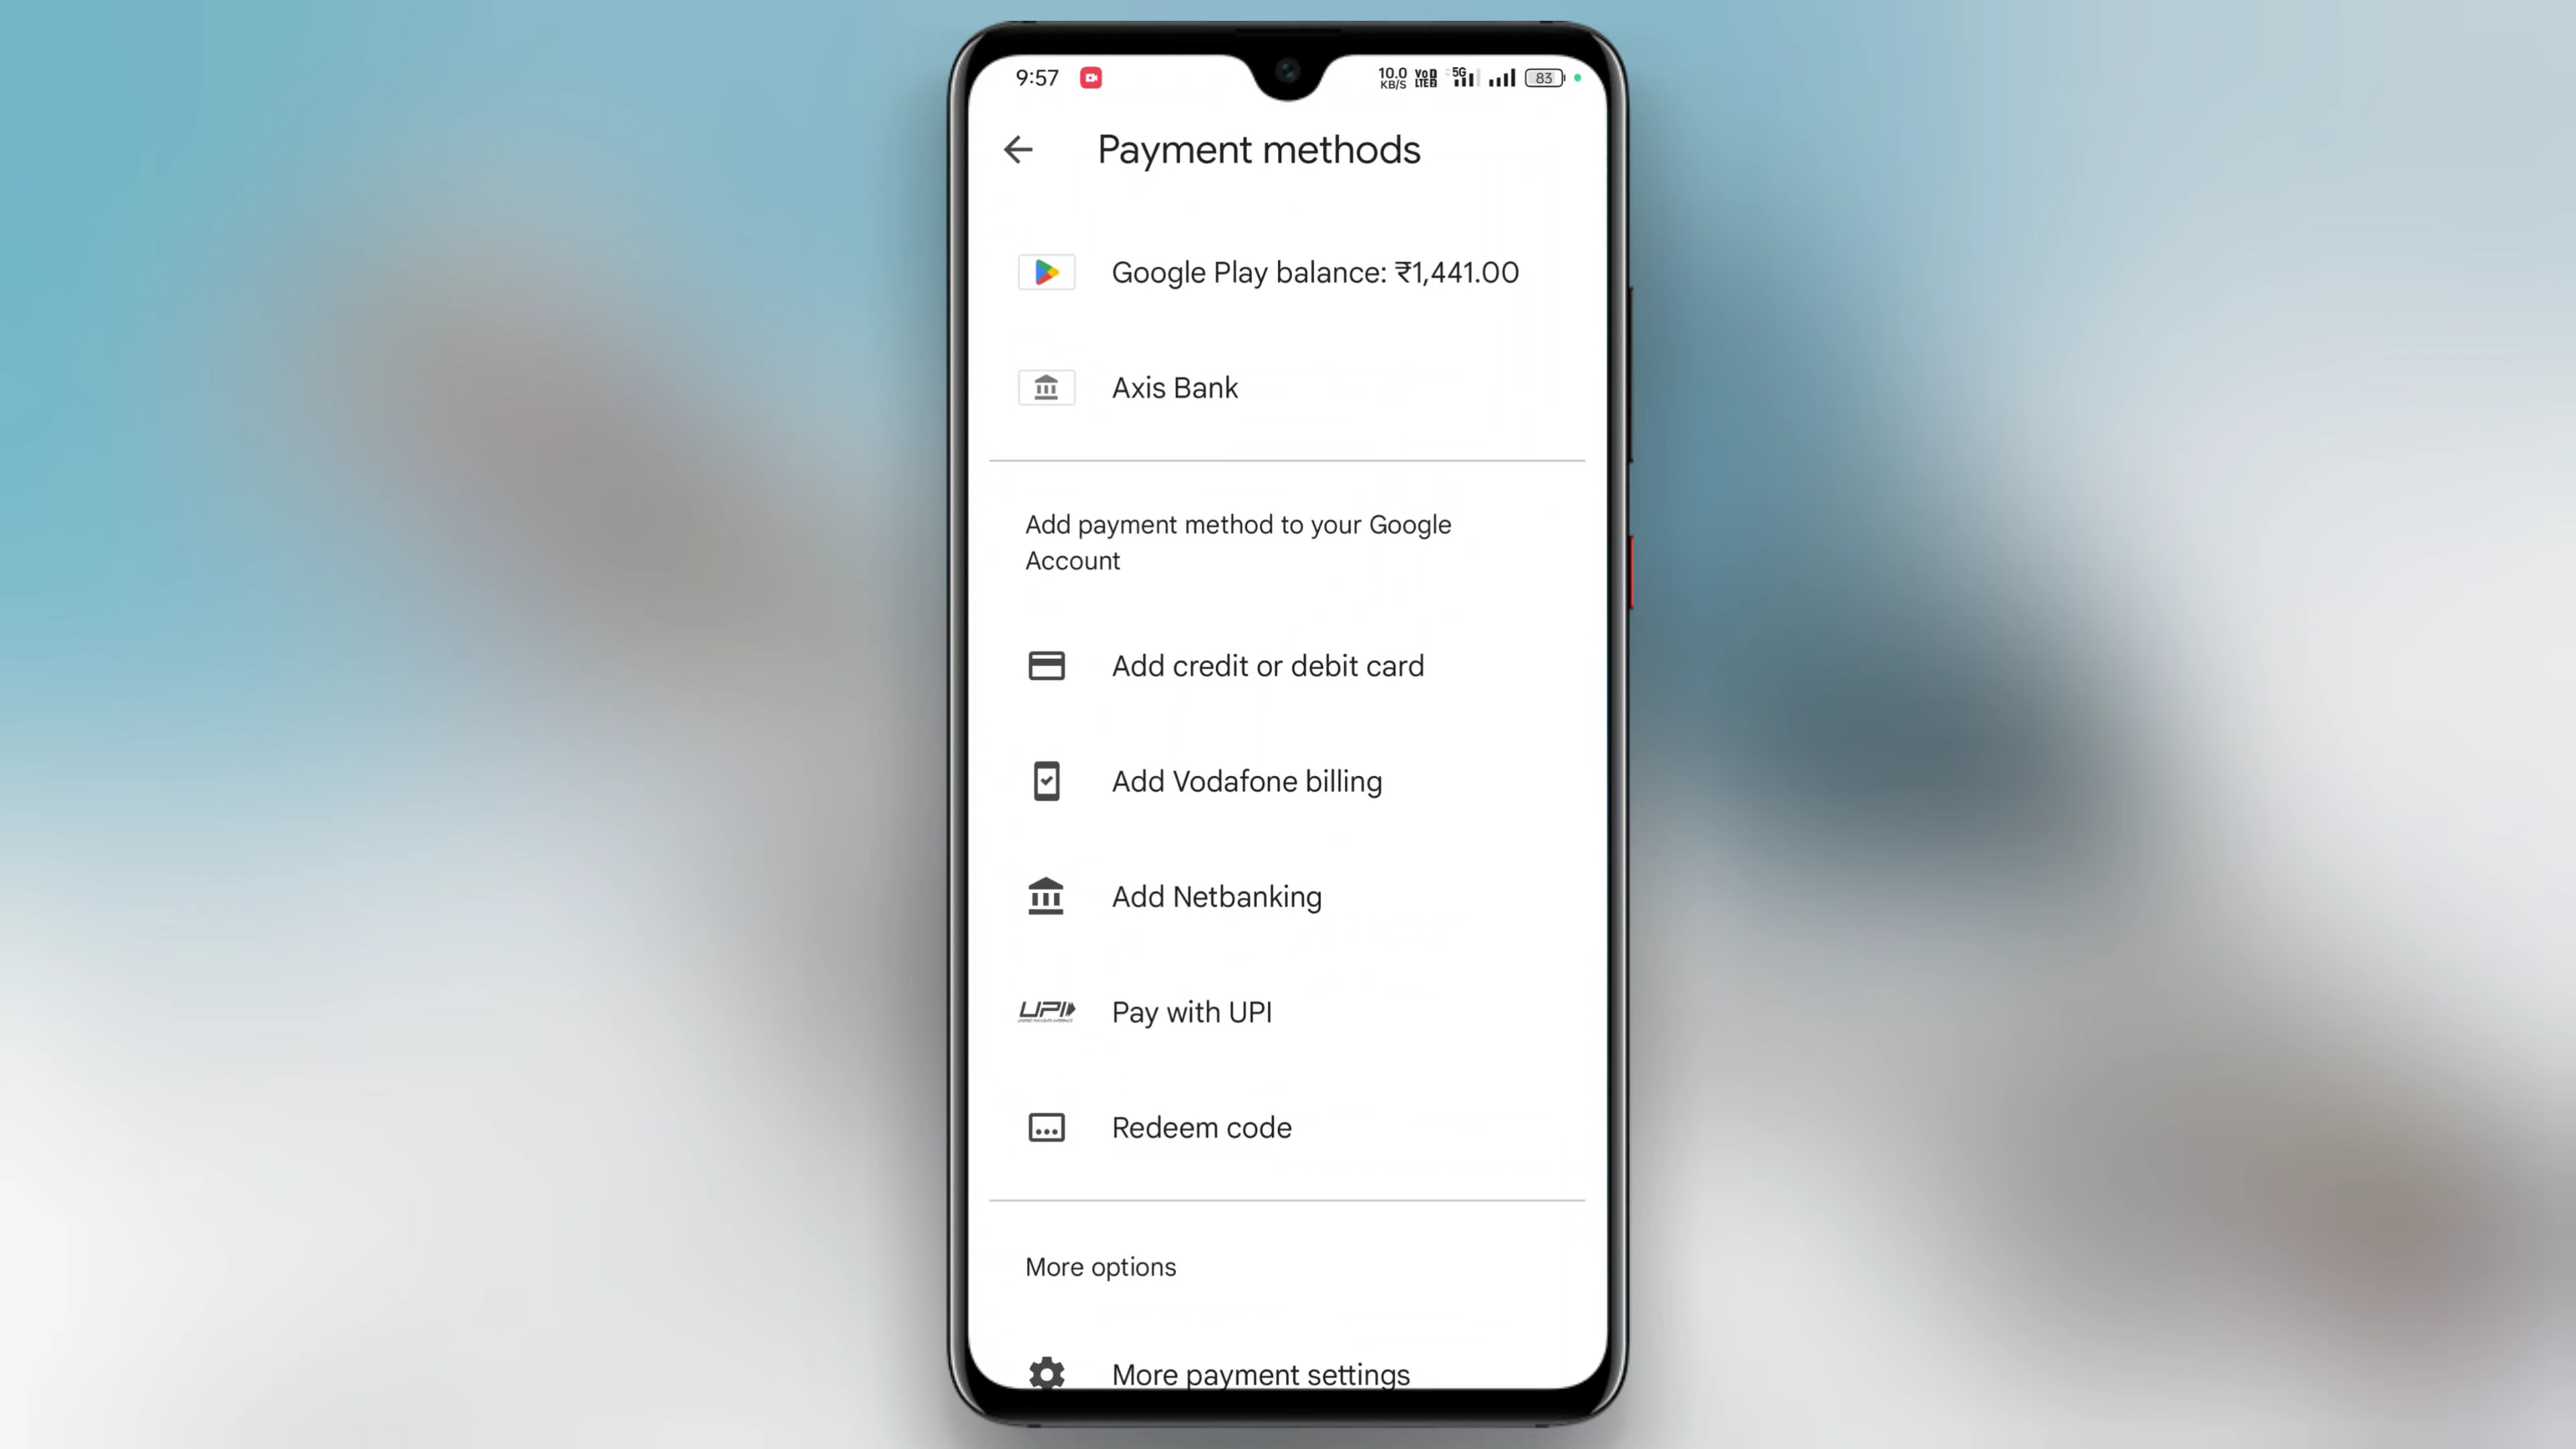 9:57
10.0 KB/S Vo LTE 5G 83
Payment methods
Google Play balance: ₹1,441.00
Axis Bank
Add payment method to your Google
Account
Add credit or debit card
Add Vodafone billing
Add Netbanking
UPI
Pay with UPI
Redeem code
More options
More payment settings